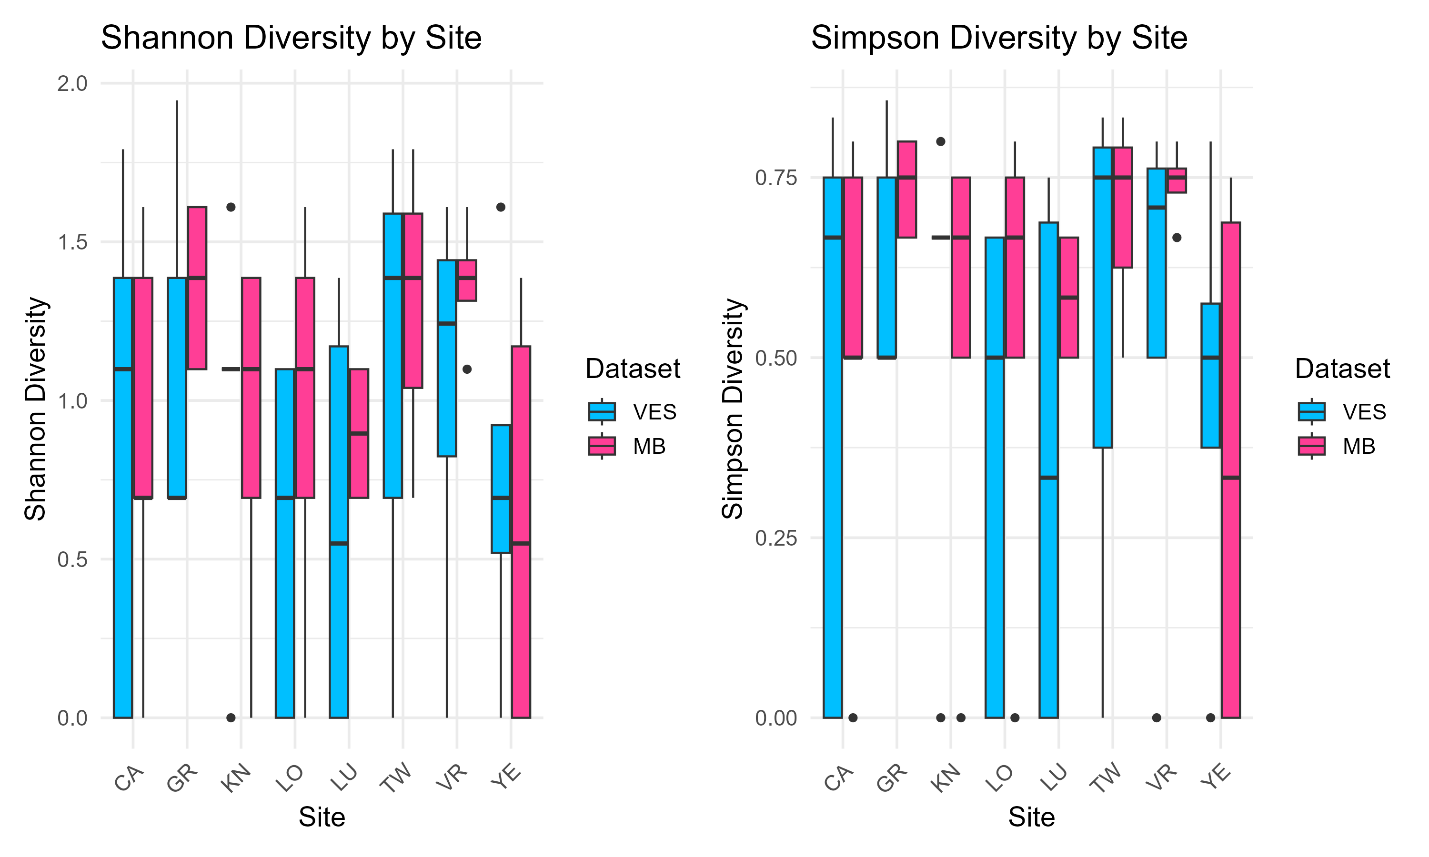 Shannon Diversity by Site
Shannon Diversity
2.0
1.5
1.0
0.5
0.0
CA
GR
KN
LO
LU
TW
VR
YE
Site
Dataset
VES
MB
Simpson Diversity by Site
Simpson Diversity
0.75
0.50
0.25
0.00
CA
GR
KN
LO
LU
TW
VR
YE
Site
Dataset
VES
MB